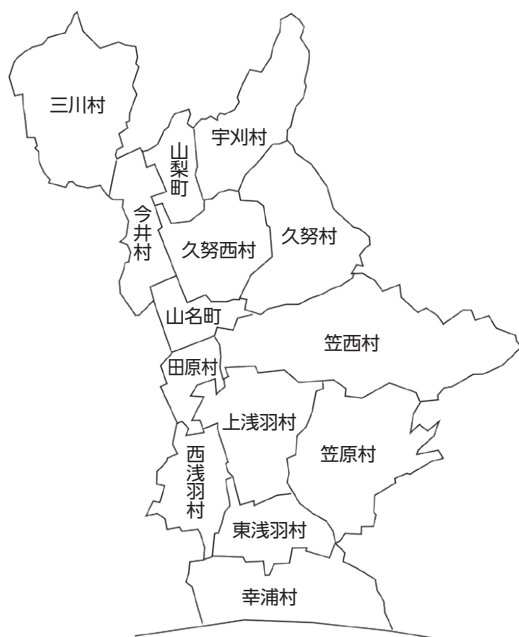 三川村
宇刈村
山梨町
今井村
久努西村
久努村
山名町
笠西村
田原村
上浅羽村
笠原村
西浅羽村
東浅羽村
幸浦村